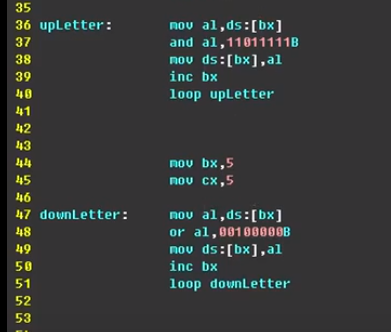 35
36 upLetter: mov al,ds:[bx]
37 and al,11011111B
38 mov ds:[bx],al
39 inc bx
40 loop upLetter
41
42
43
44 mov bx,5
45 mov cx,5
46
47 downLetter: mov al,ds:[bx]
48 or al,00100000B
49 mov ds:[bx],al
50 inc bx
51 loop downLetter
52
53